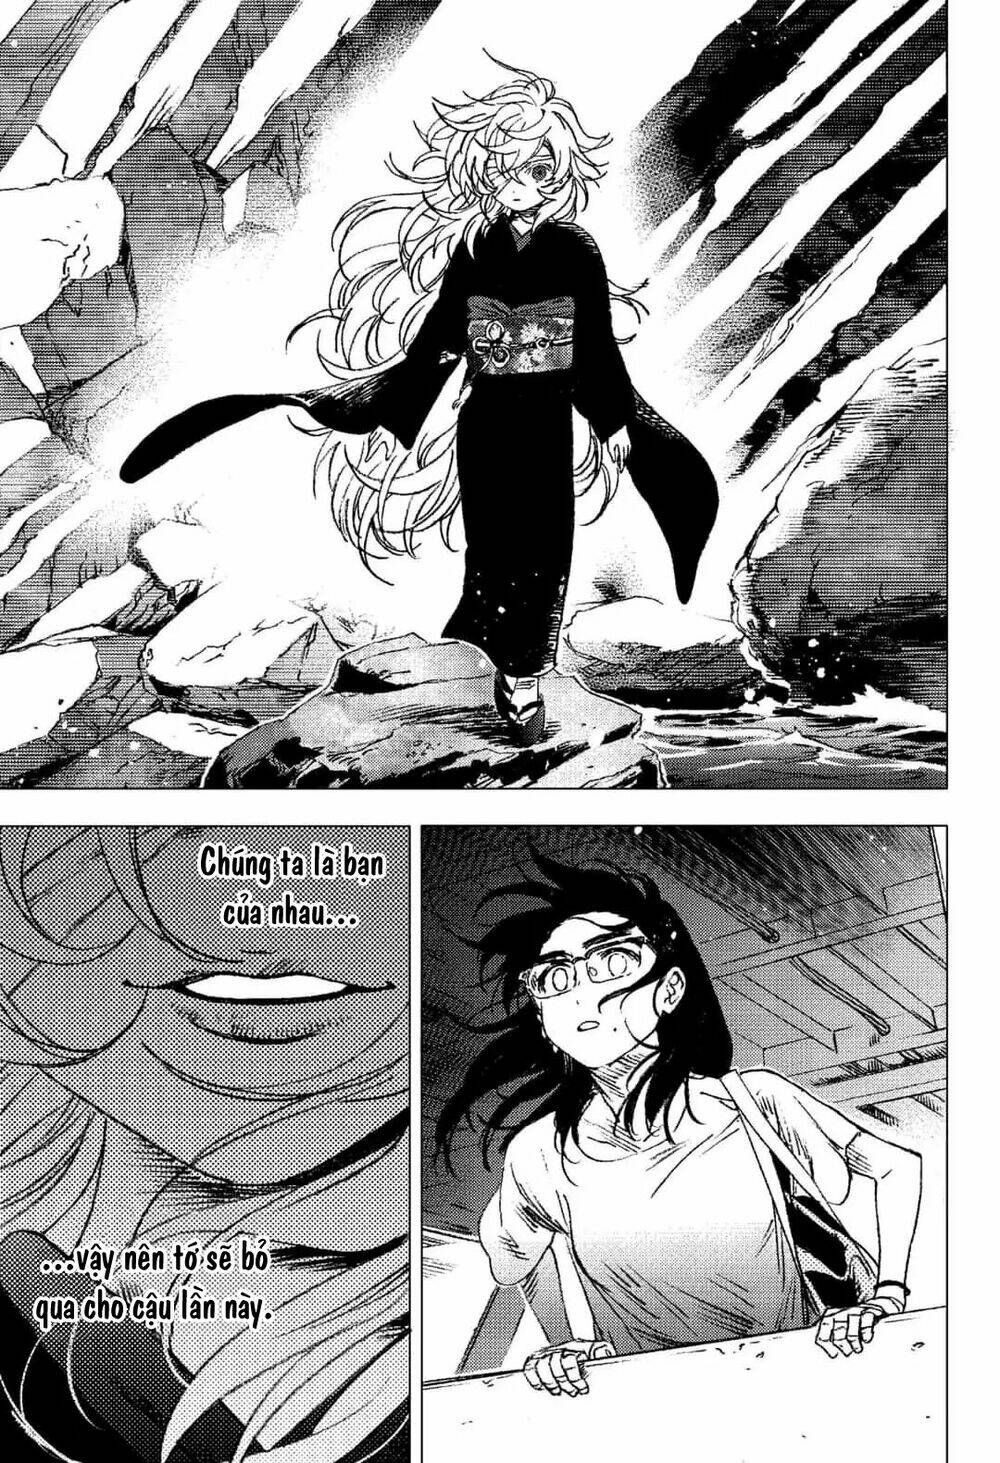 Chúng ta là bạn
của nhau...
...vậy nên tớ sẽ bỏ
qua cho cậu lần này.